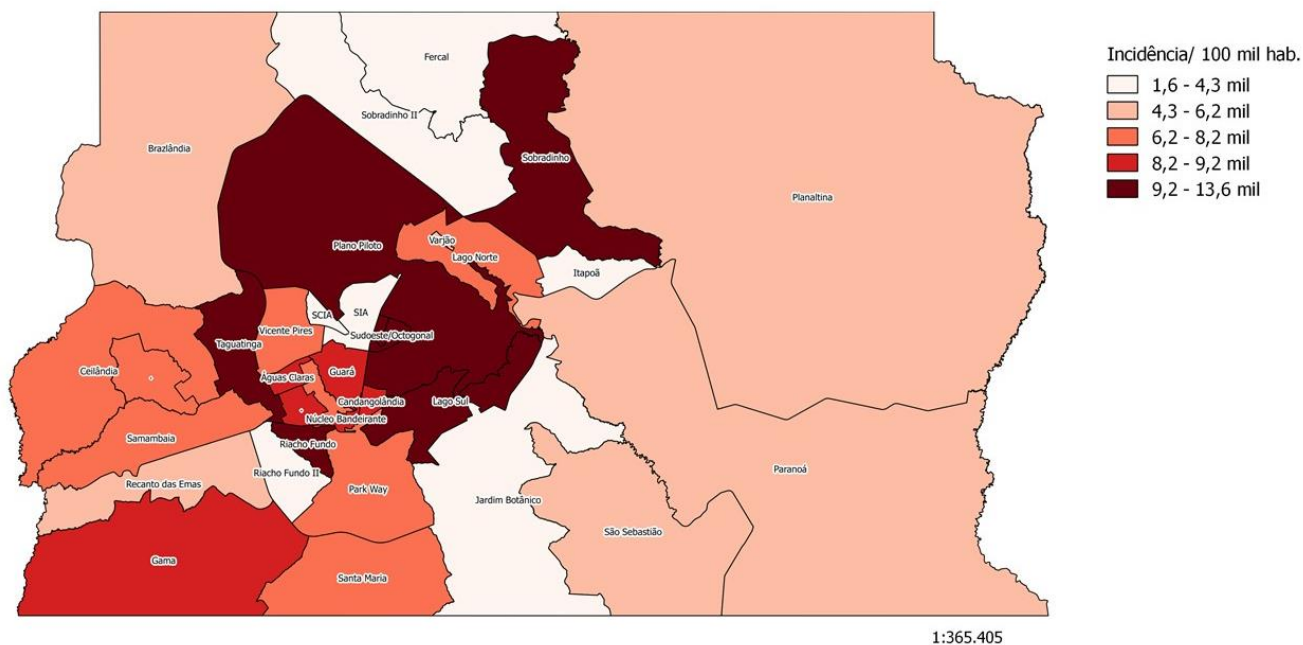 Fercal
Incidência/ 100 mil hab.
1,6 - 4,3 mil
4,3 - 6,2 mil
6,2 - 8,2 mil
8,2 - 9,2 mil
9,2 - 13,6 mil
Sobradinho II
Brazlândia
Sobradinho
Planaltina
Plano Piloto
Varjão
Lago Norte
Itapoã
SCIA
SIA
Vicente Pires
Sudoeste/Octogonal
Taguatinga
Ceilândia
Águas Claras
Guará
Candangolândia
Lago Sul
Núcleo Bandeirante
Samambaia
Riacho Fundo
Riacho Fundo II
Recanto das Emas
Park Way
Jardim Botânico
Paranoá
São Sebastião
Gama
Santa Maria
1:365.405